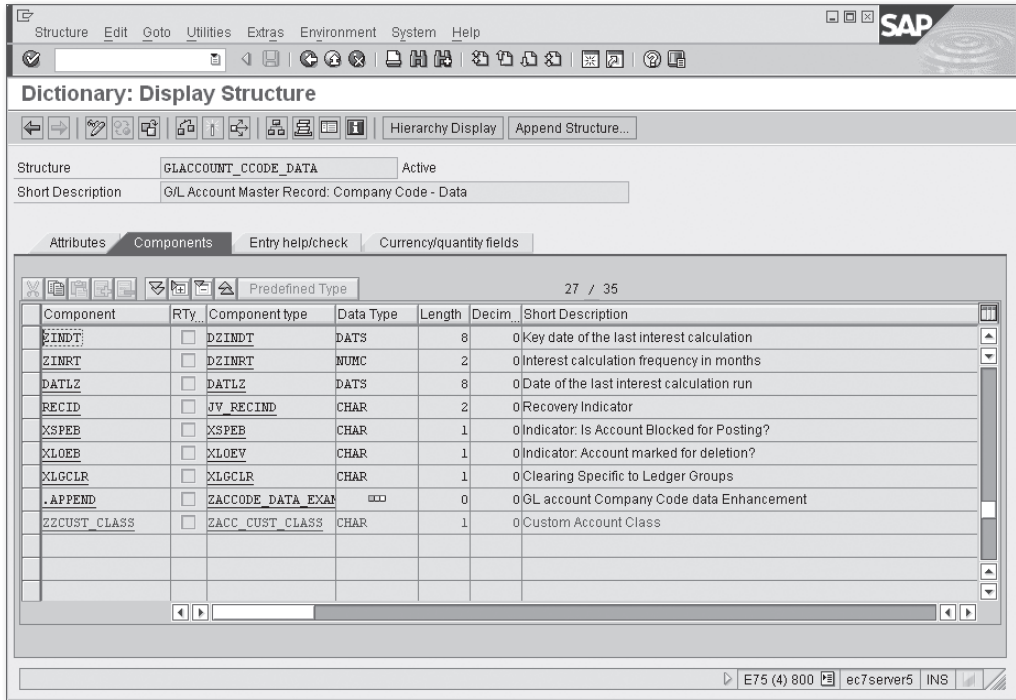 Structure Edit Goto Utilities Extras Environment System Help
SAP
Dictionary: Display Structure
Hierarchy Display Append Structure...
Structure GLACCOUNT_CCODE_DATA Active
Short Description G/L Account Master Record: Company Code - Data
Attributes Components Entry help/check Currency/quantity fields
Predefined Type 27 / 35
Component RTy... Component type Data Type Length Decim... Short Description
ZINDT DZINDT DATS 8 0 Key date of the last interest calculation
ZINRT DZINRT NUMC 2 0 Interest calculation frequency in months
DATLZ DATLZ DATS 8 0 Date of the last interest calculation run
RECID JV_RECIND CHAR 2 0 Recovery Indicator
XSPEB XSPEB CHAR 1 0 Indicator: Is Account Blocked for Posting?
XLOEB XLOEV CHAR 1 0 Indicator: Account marked for deletion?
XLGCLR XLGCLR CHAR 1 0 Clearing Specific to Ledger Groups
.APPEND ZACCODE_DATA_EXAM 0 0 GL account Company Code data Enhancement
ZZCUST_CLASS ZACC_CUST_CLASS CHAR 1 0 Custom Account Class
E75 (4) 800 ec7server5 INS